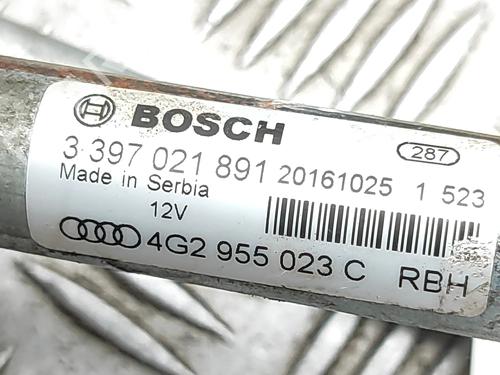 BOSCH
287
3 397 021 891 20161025 1 523
Made in Serbia
12V
4G2 955 023 C RBH